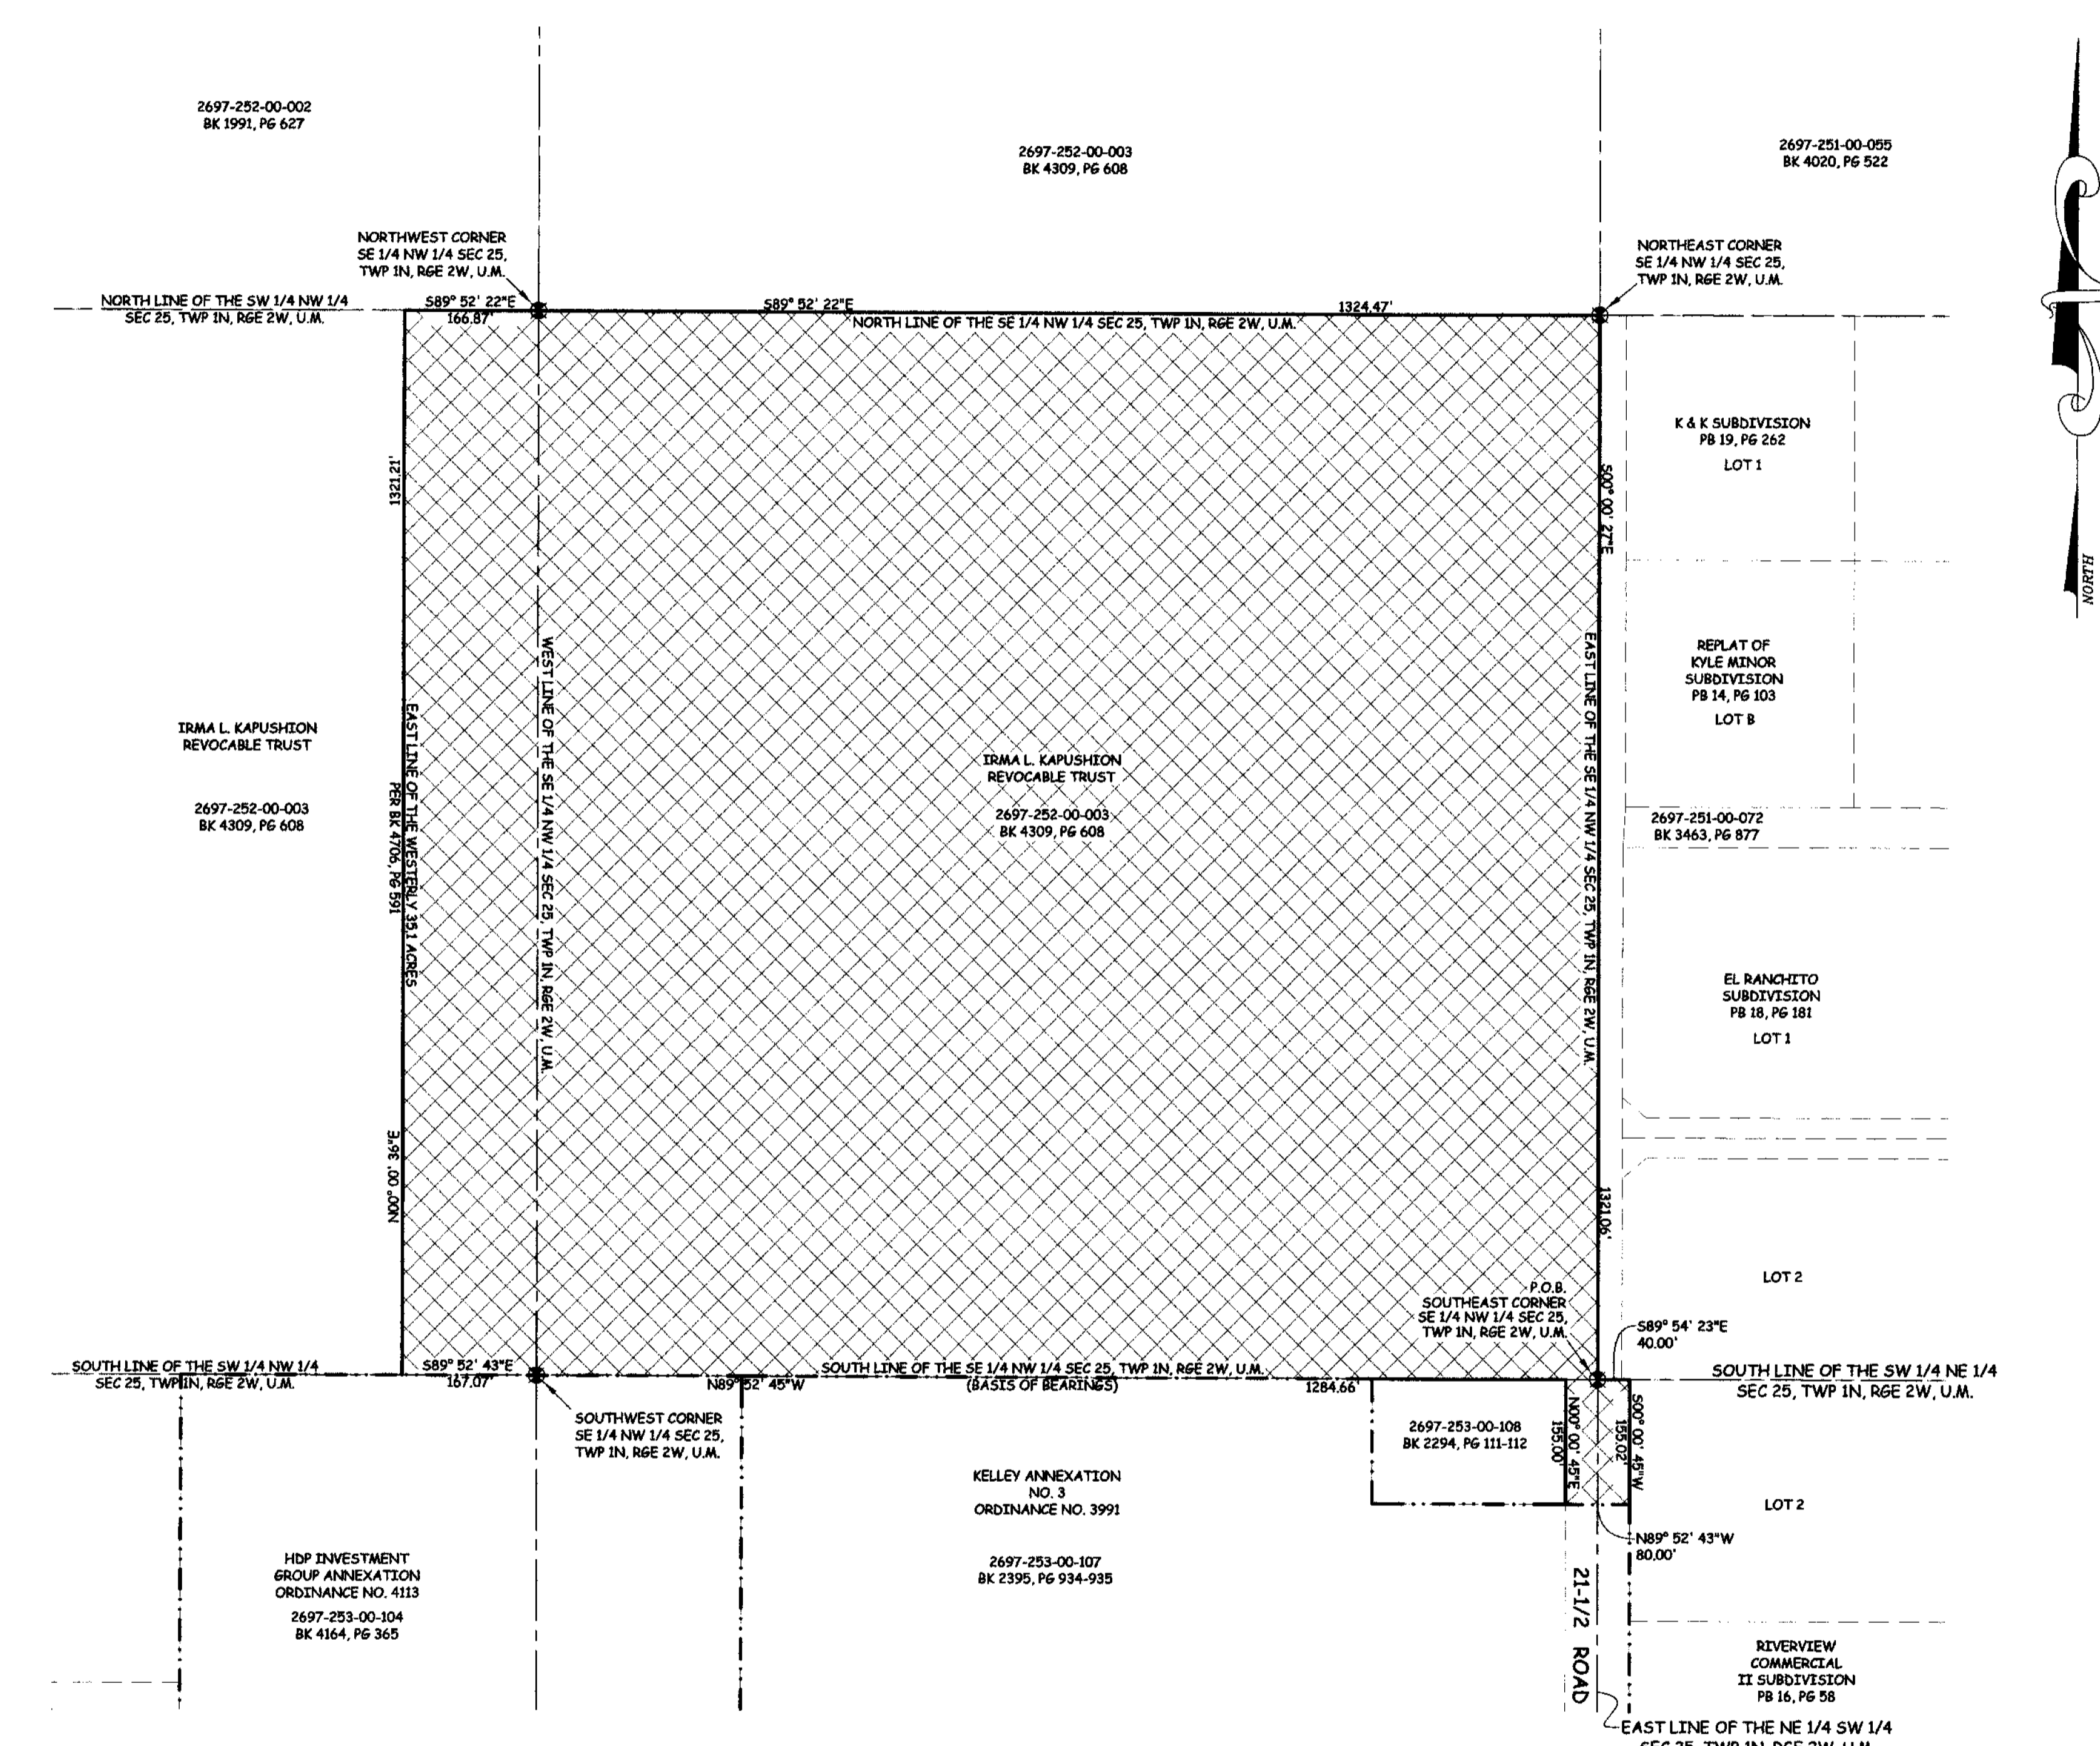 2697-252-00-002
BK 1991, PG 627
2697-252-00-003
BK 4309, PG 608
2697-251-00-055
BK 4020, PG 522
NORTHWEST CORNER
SE 1/4 NW 1/4 SEC 25,
TWP 1N, RGE 2W, U.M.
NORTHEAST CORNER
SE 1/4 NW 1/4 SEC 25,
TWP 1N, RGE 2W, U.M.
NORTH LINE OF THE SW 1/4 NW 1/4
SEC 25, TWP 1N, RGE 2W, U.M.
S89° 52' 22"E
166.87'
S89° 52' 22"E
1324.47'
NORTH LINE OF THE SE 1/4 NW 1/4 SEC 25, TWP 1N, RGE 2W, U.M.
NORTH
K & K SUBDIVISION
PB 19, PG 262
LOT 1
1321.21'
S00° 00' 27"E
REPLAT OF
KYLE MINOR
SUBDIVISION
PB 14, PG 103
LOT B
IRMA L. KAPUSHION
REVOCABLE TRUST
2697-252-00-003
BK 4309, PG 608
EAST LINE OF THE WESTERLY 35.1 ACRES
PER BK 4706, PG 591
WEST LINE OF THE SE 1/4 NW 1/4 SEC 25, TWP 1N, RGE 2W, U.M.
IRMA L. KAPUSHION
REVOCABLE TRUST
2697-252-00-003
BK 4309, PG 608
EAST LINE OF THE SE 1/4 NW 1/4 SEC 25, TWP 1N, RGE 2W, U.M.
2697-251-00-072
BK 3463, PG 877
EL RANCHITO
SUBDIVISION
PB 18, PG 181
LOT 1
N00° 00' 36"E
1321.06'
LOT 2
P.O.B.
SOUTHEAST CORNER
SE 1/4 NW 1/4 SEC 25,
TWP 1N, RGE 2W, U.M.
S89° 54' 23"E
40.00'
SOUTH LINE OF THE SW 1/4 NW 1/4
SEC 25, TWP 1N, RGE 2W, U.M.
S89° 52' 43"E
167.07'
N89° 52' 45"W
SOUTH LINE OF THE SE 1/4 NW 1/4 SEC 25, TWP 1N, RGE 2W, U.M.
(BASIS OF BEARINGS)
1284.66'
SOUTH LINE OF THE SW 1/4 NE 1/4
SEC 25, TWP 1N, RGE 2W, U.M.
SOUTHWEST CORNER
SE 1/4 NW 1/4 SEC 25,
TWP 1N, RGE 2W, U.M.
2697-253-00-108
BK 2294, PG 111-112
N00° 00' 45"E
155.00'
S00° 00' 45"W
155.02'
KELLEY ANNEXATION
NO. 3
ORDINANCE NO. 3991
2697-253-00-107
BK 2395, PG 934-935
LOT 2
N89° 52' 43"W
80.00'
HDP INVESTMENT
GROUP ANNEXATION
ORDINANCE NO. 4113
2697-253-00-104
BK 4164, PG 365
21-1/2 ROAD
RIVERVIEW
COMMERCIAL
II SUBDIVISION
PB 16, PG 58
EAST LINE OF THE NE 1/4 SW 1/4
SEC 25, TWP 1N, RGE 2W, U.M.